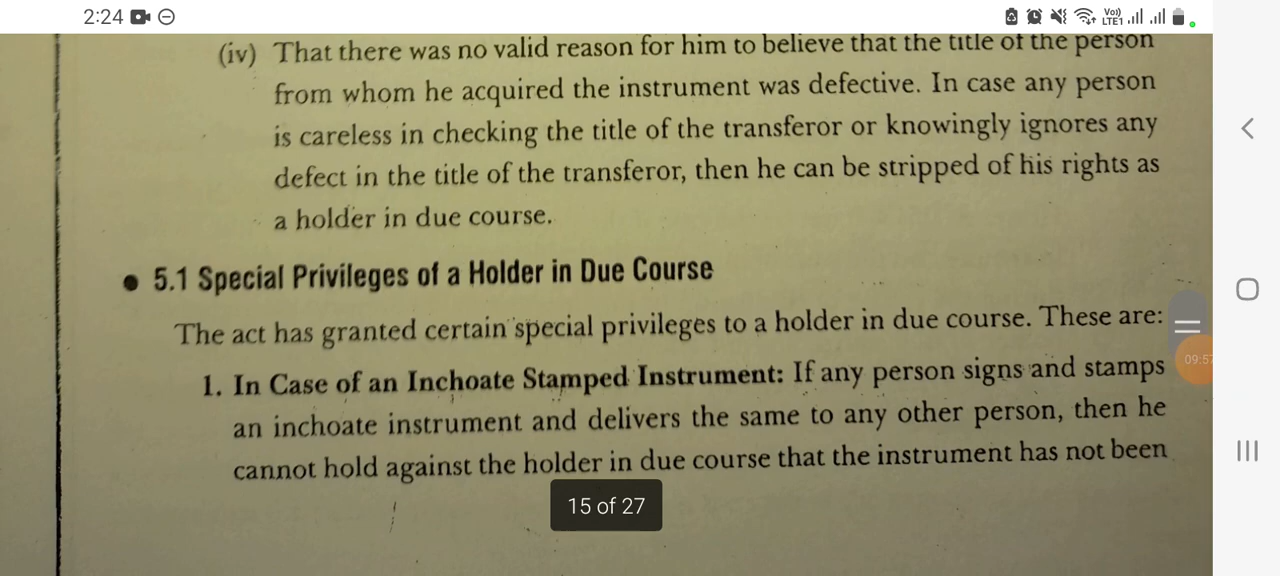 2:24
Vo)) LTE1
(iv) That there was no valid reason for him to believe that the title of the person
from whom he acquired the instrument was defective. In case any person
is careless in checking the title of the transferor or knowingly ignores any
defect in the title of the transferor, then he can be stripped of his rights as
a holder in due course.
• 5.1 Special Privileges of a Holder in Due Course
The act has granted certain special privileges to a holder in due course. These are:
09:57
1. In Case of an Inchoate Stamped Instrument: If any person signs and stamps
an inchoate instrument and delivers the same to any other person, then he
cannot hold against the holder in due course that the instrument has not been
15 of 27